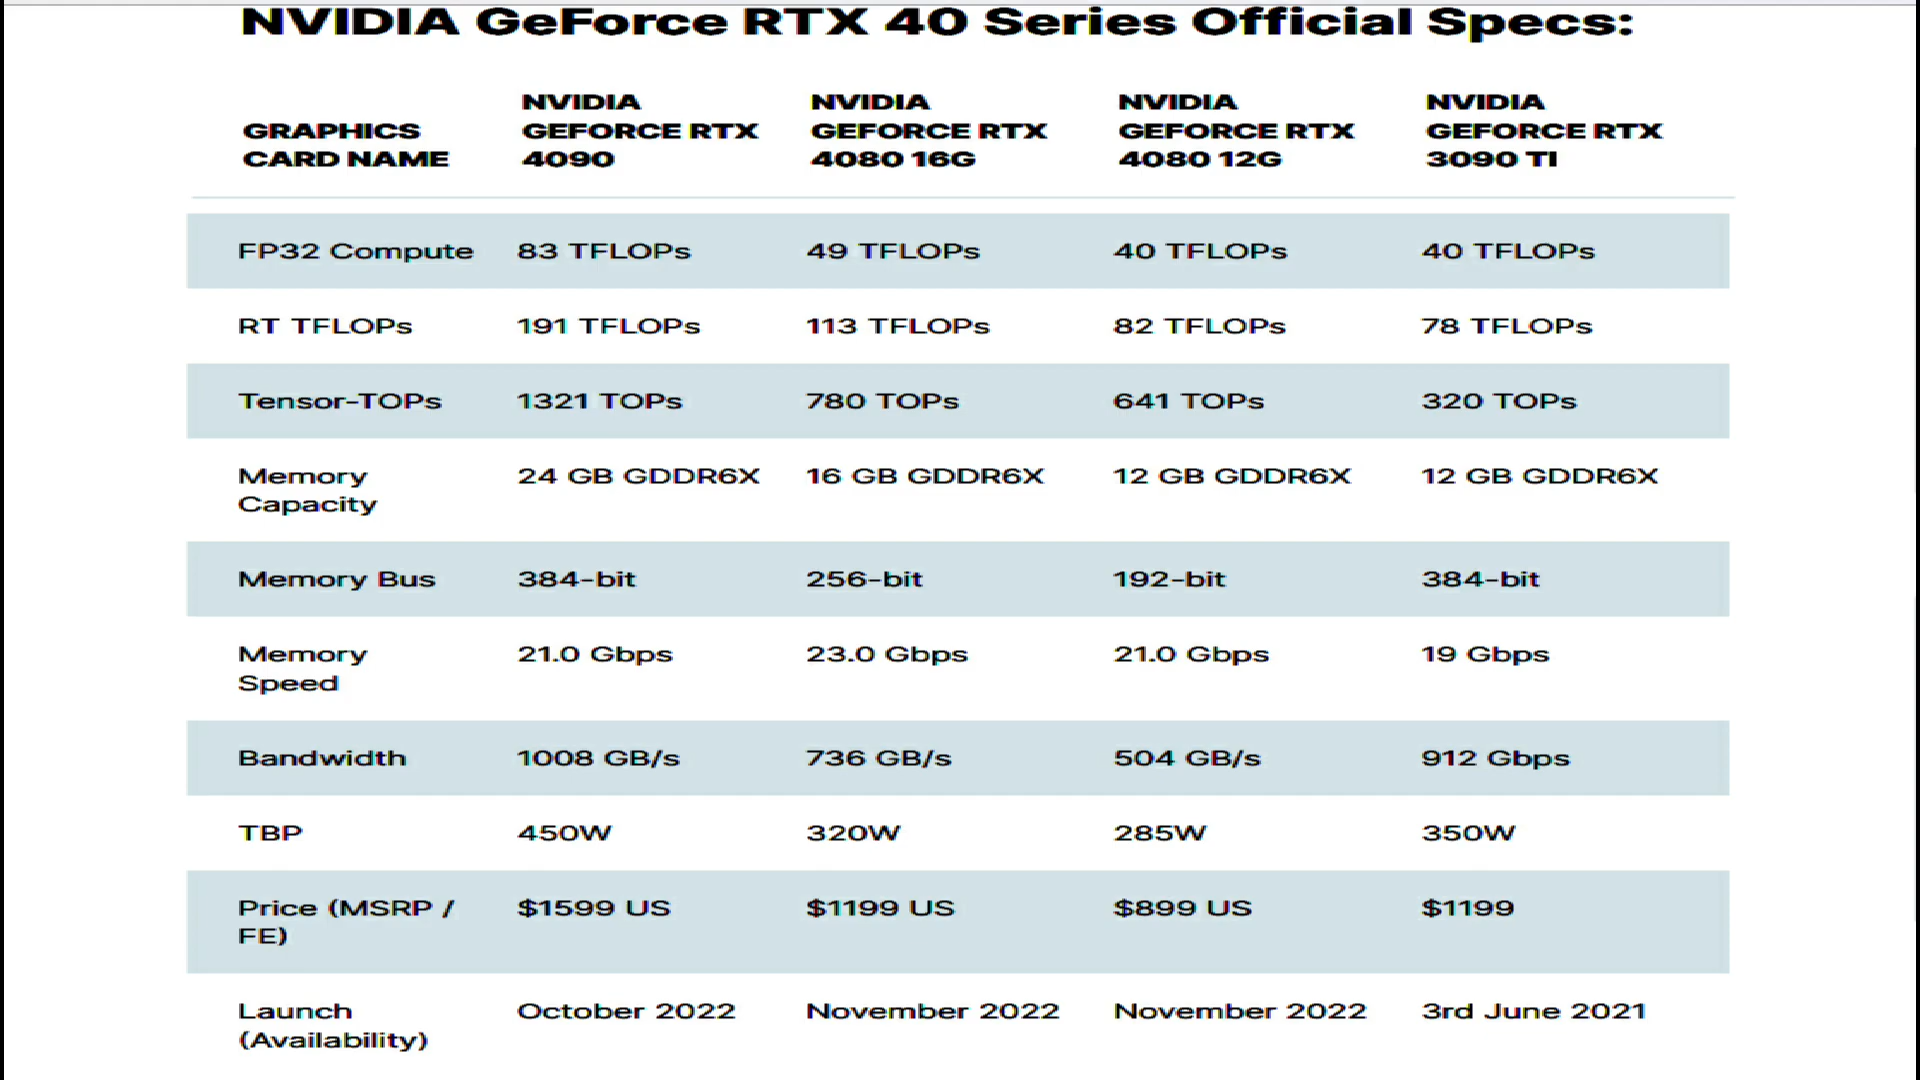 NVIDIA GeForce RTX 40 Series Official Specs:
GRAPHICS CARD NAME NVIDIA GEFORCE RTX 4090 NVIDIA GEFORCE RTX 4080 16G NVIDIA GEFORCE RTX 4080 12G NVIDIA GEFORCE RTX 3090 TI
FP32 Compute 83 TFLOPs 49 TFLOPs 40 TFLOPs 40 TFLOPs
RT TFLOPs 191 TFLOPs 113 TFLOPs 82 TFLOPs 78 TFLOPs
Tensor-TOPs 1321 TOPs 780 TOPs 641 TOPs 320 TOPs
Memory Capacity 24 GB GDDR6X 16 GB GDDR6X 12 GB GDDR6X 12 GB GDDR6X
Memory Bus 384-bit 256-bit 192-bit 384-bit
Memory Speed 21.0 Gbps 23.0 Gbps 21.0 Gbps 19 Gbps
Bandwidth 1008 GB/s 736 GB/s 504 GB/s 912 Gbps
TBP 450W 320W 285W 350W
Price (MSRP / FE) $1599 US $1199 US $899 US $1199
Launch (Availability) October 2022 November 2022 November 2022 3rd June 2021